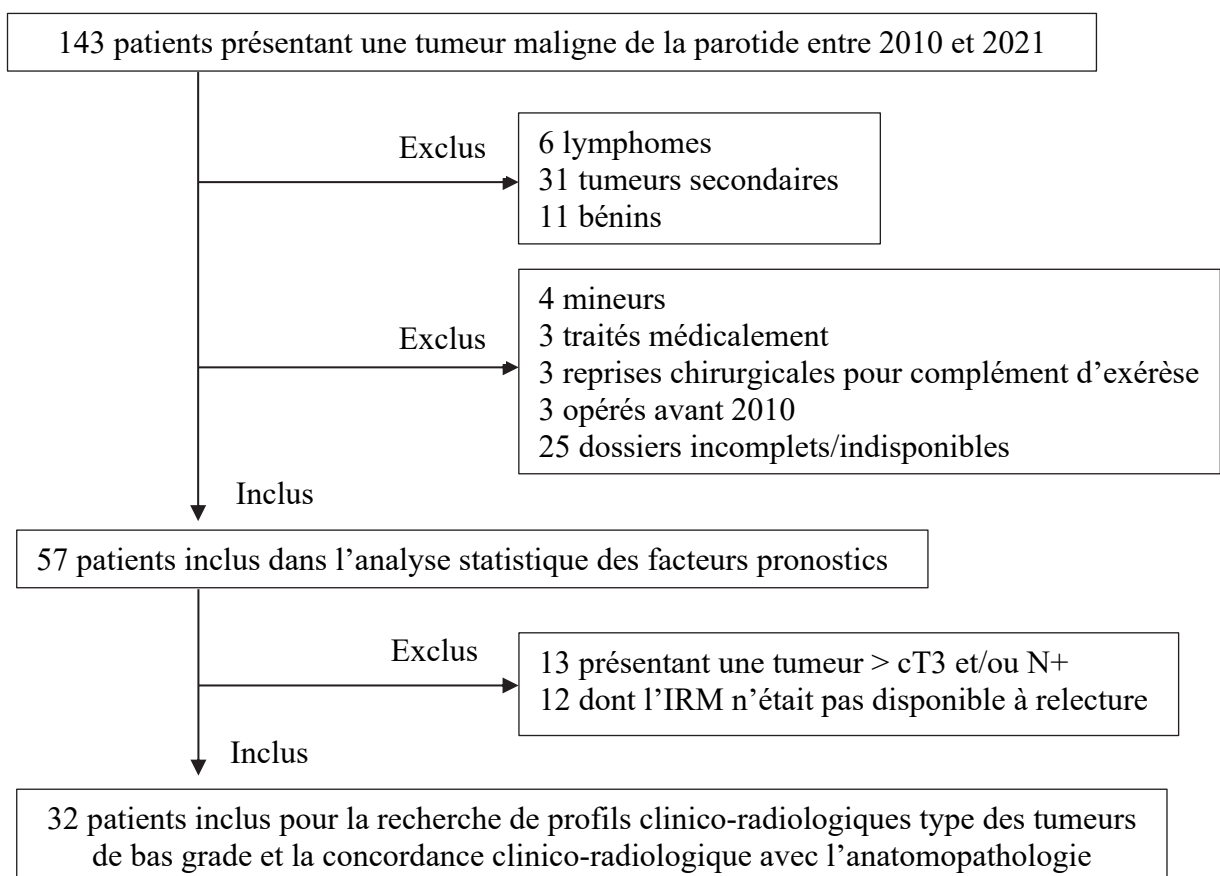 143 patients présentant une tumeur maligne de la parotide entre 2010 et 2021
Exclus
6 lymphomes
31 tumeurs secondaires
11 bénins
Exclus
4 mineurs
3 traités médicalement
3 reprises chirurgicales pour complément d’exérèse
3 opérés avant 2010
25 dossiers incomplets/indisponibles
Inclus
57 patients inclus dans l’analyse statistique des facteurs pronostics
Exclus
13 présentant une tumeur > cT3 et/ou N+
12 dont l’IRM n’était pas disponible à relecture
Inclus
32 patients inclus pour la recherche de profils clinico-radiologiques type des tumeurs
de bas grade et la concordance clinico-radiologique avec l’anatomopathologie